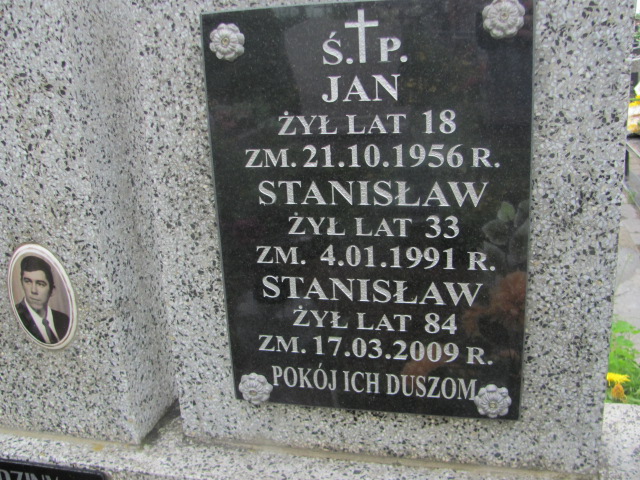 Ś. P.
JAN
ŻYŁ LAT 18
ZM. 21.10.1956 R.
STANISŁAW
ŻYŁ LAT 33
ZM. 4.01.1991 R.
STANISŁAW
ŻYŁ LAT 84
ZM. 17.03.2009 R.
POKÓJ ICH DUSZOM